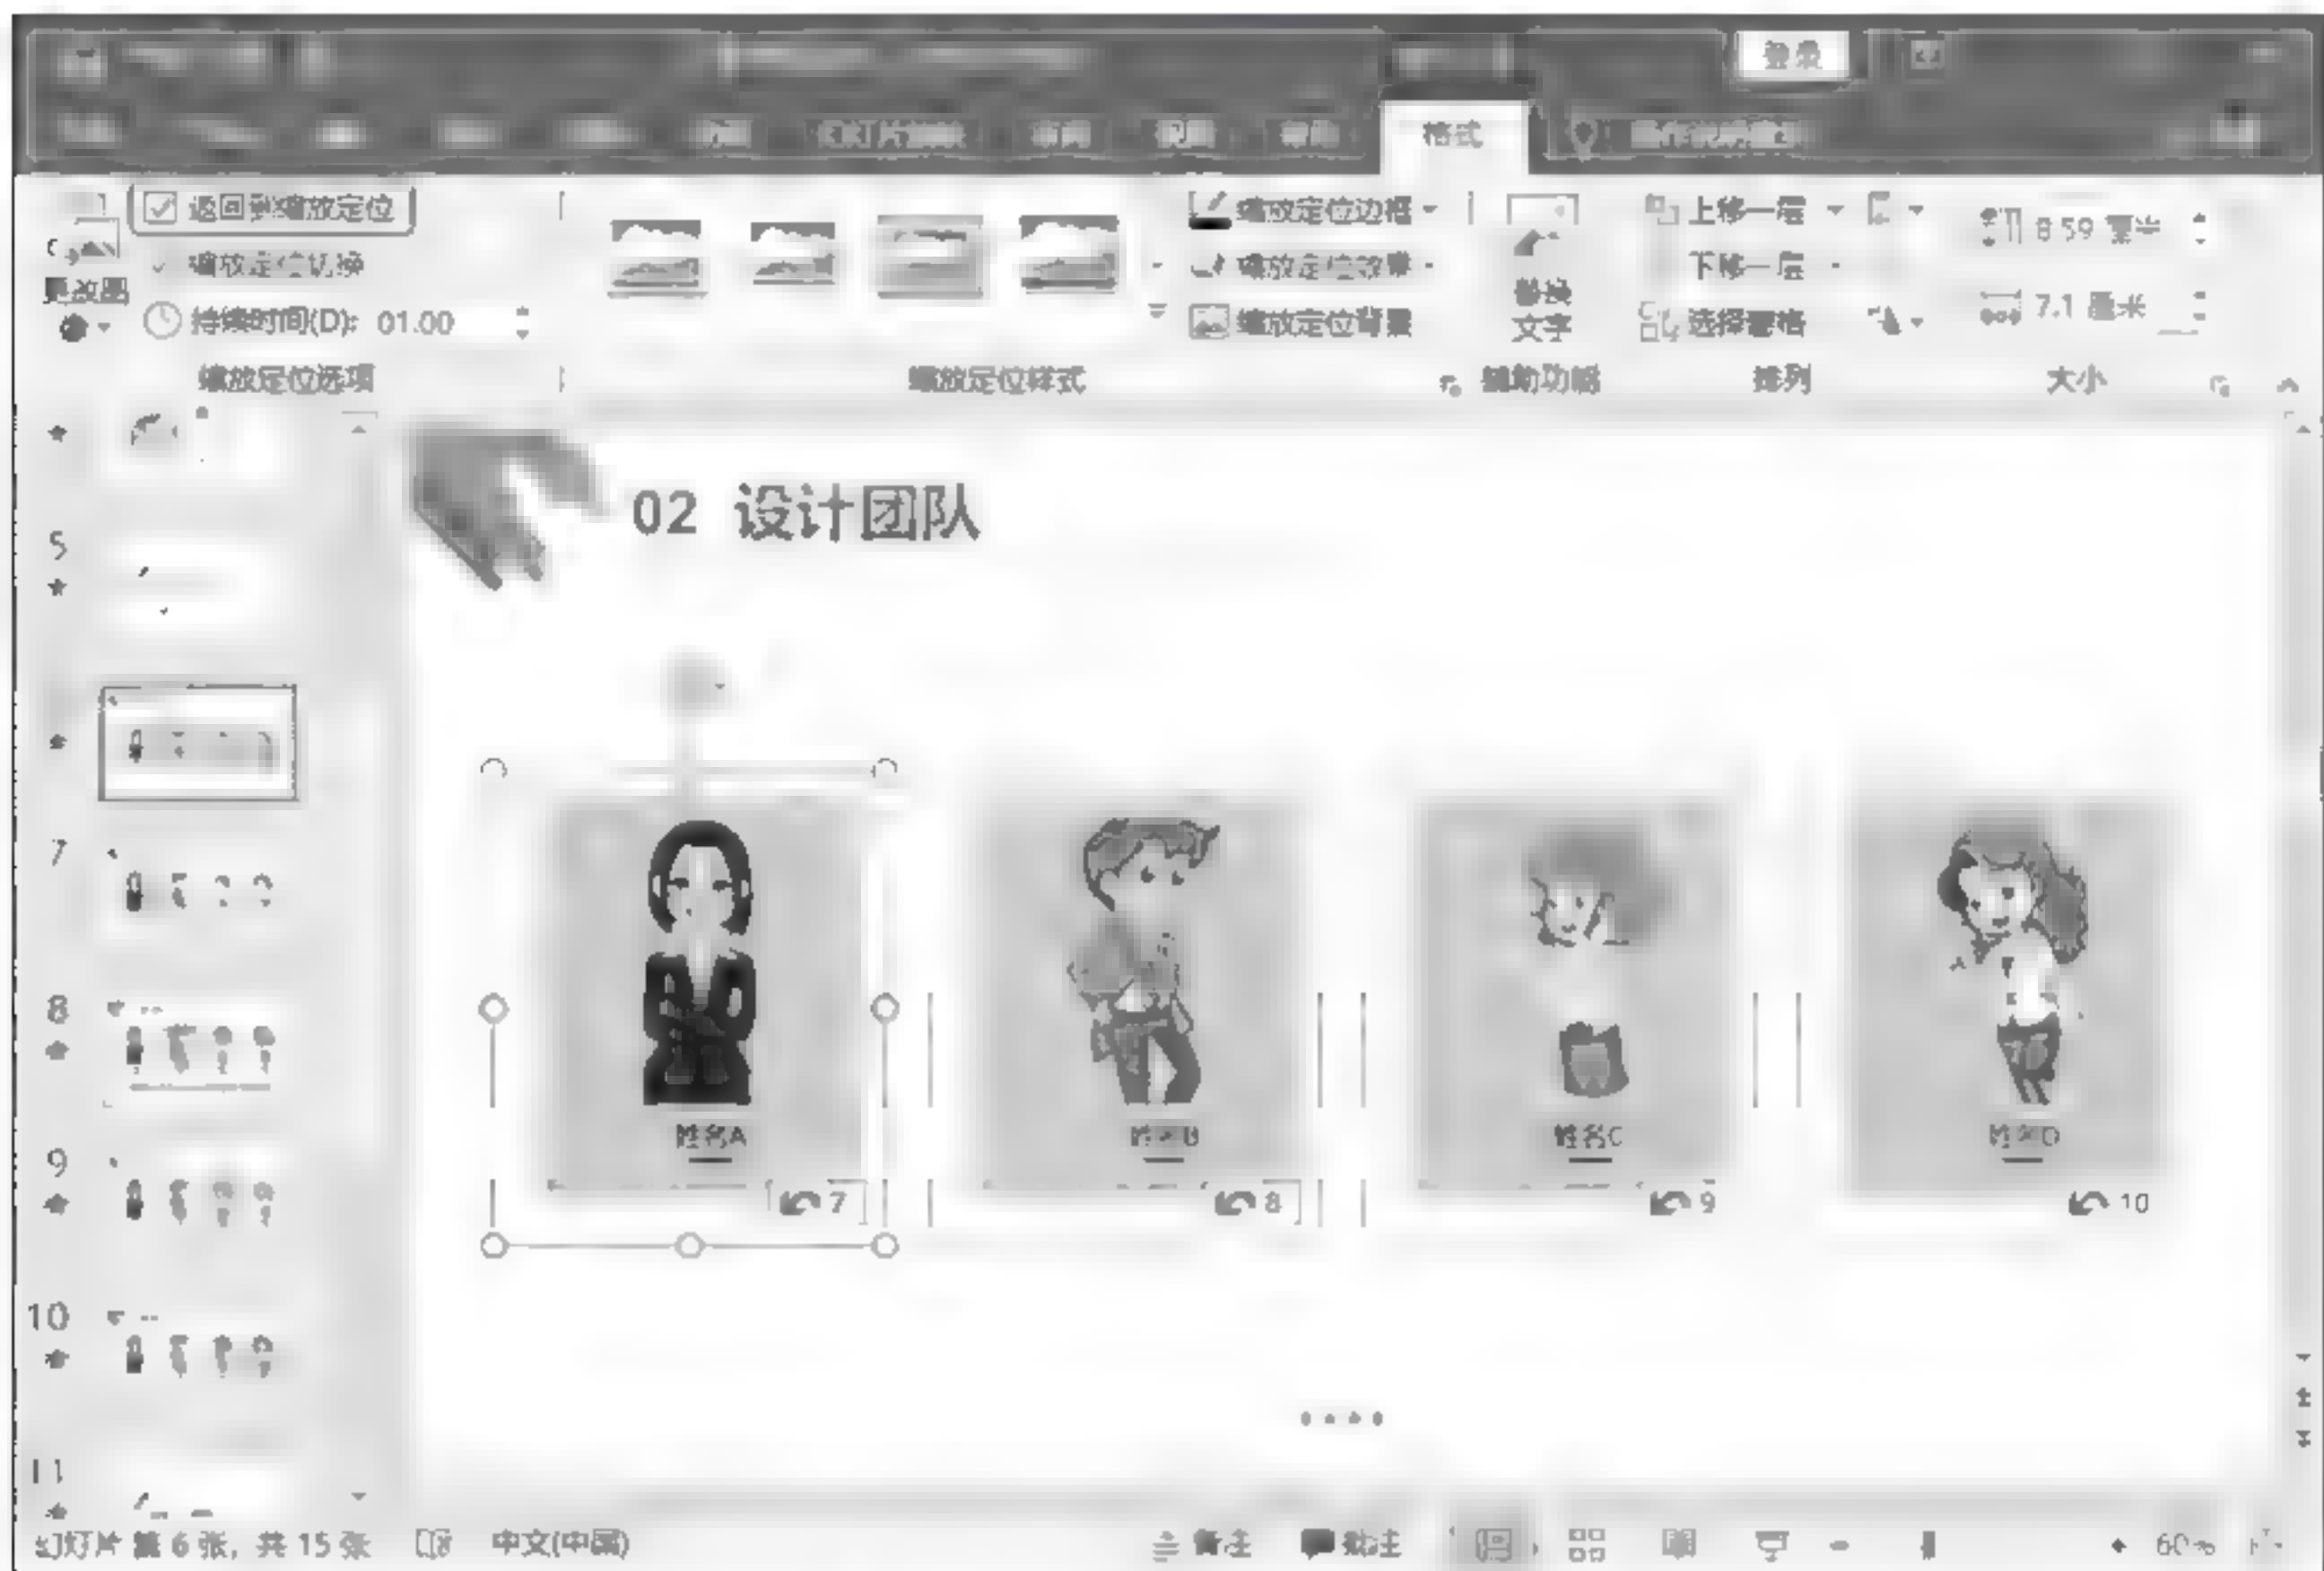 登录
格式
返回到缩放定位
缩放定位边框
上移一层
8.59 厘米
更改图
缩放定位切换
缩放定位效果
替换文字
下移一层
持续时间(D): 01.00
缩放定位背景
选择窗格
7.1 厘米
缩放定位选项
缩放定位样式
辅助功能
排列
大小
02 设计团队
5
7
8
9
10
11
姓名A
姓名B
姓名C
姓名D
7
8
9
10
幻灯片 第 6 张, 共 15 张
中文(中国)
备注
批注
60%